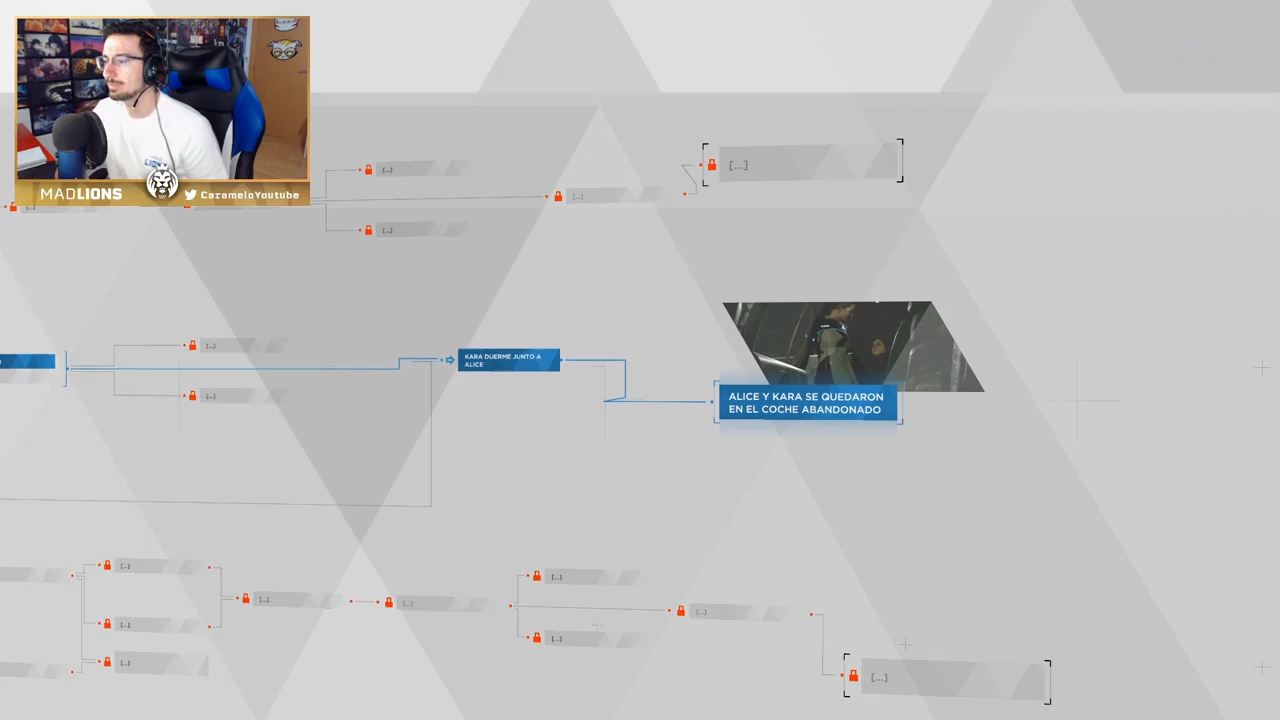 MADLIONS
CarameloYoutube
[...]
[...]
[...]
[...]
[...]
[...]
KARA DUERME JUNTO A
ALICE
ALICE Y KARA SE QUEDARON
EN EL COCHE ABANDONADO
[...]
[...]
[...]
[...]
[...]
[...]
[...]
[...]
[...]